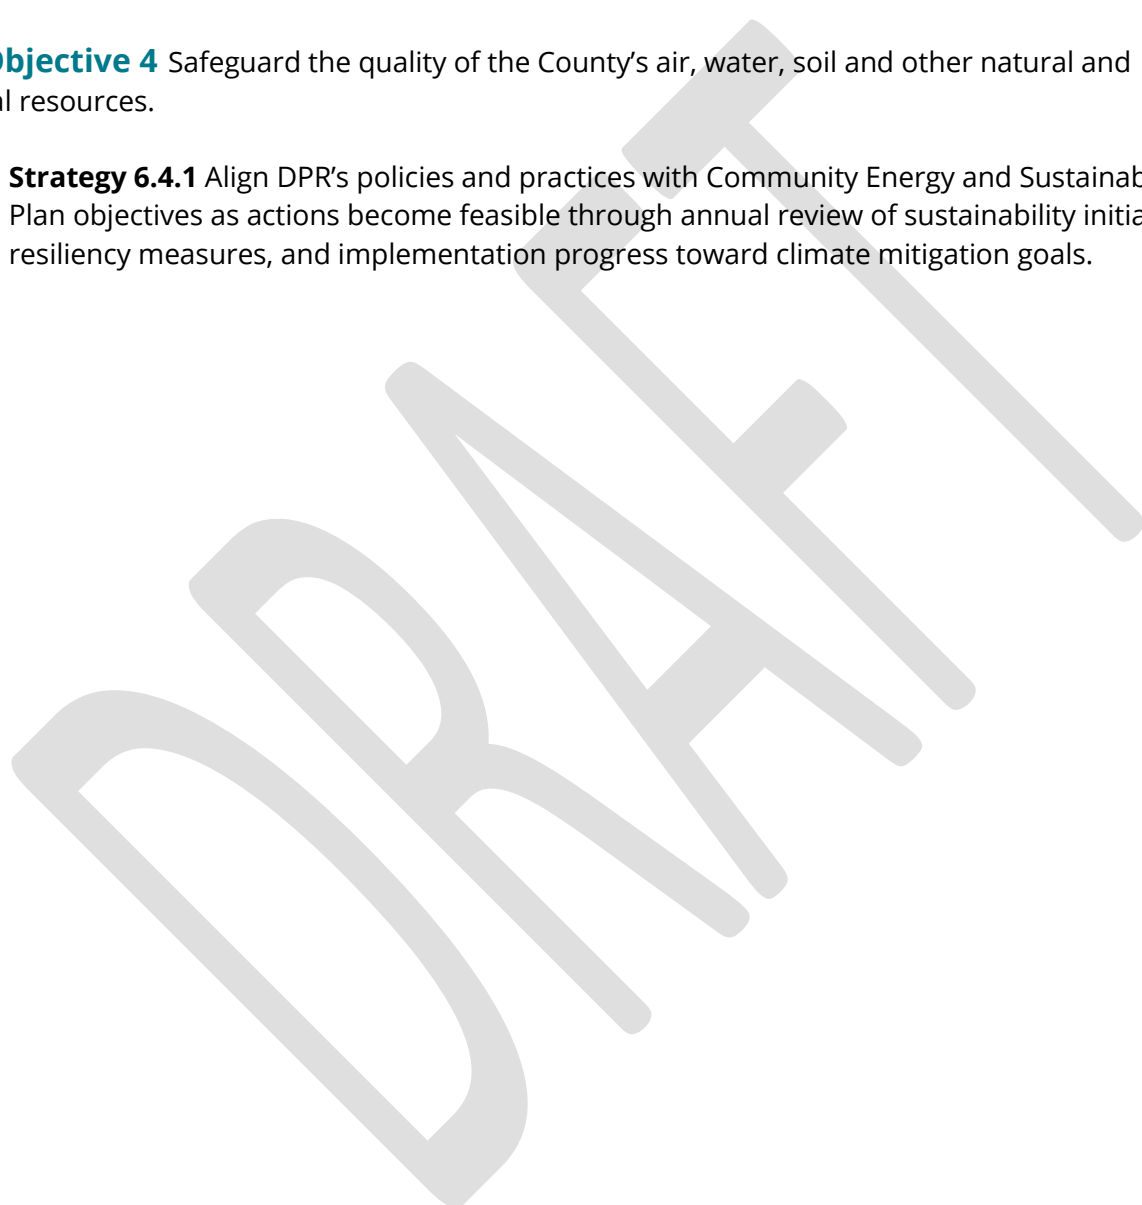 bjective 4 Safeguard the quality of the County's air, water, soil and other natural and
al resources.
Strategy 6.4.1 Align DPR's policies and practices with Community Energy and Sustainab
Plan objectives as actions become feasible through annual review of sustainability initia
resiliency measures, and implementation progress toward climate mitigation goals.
DRAFT